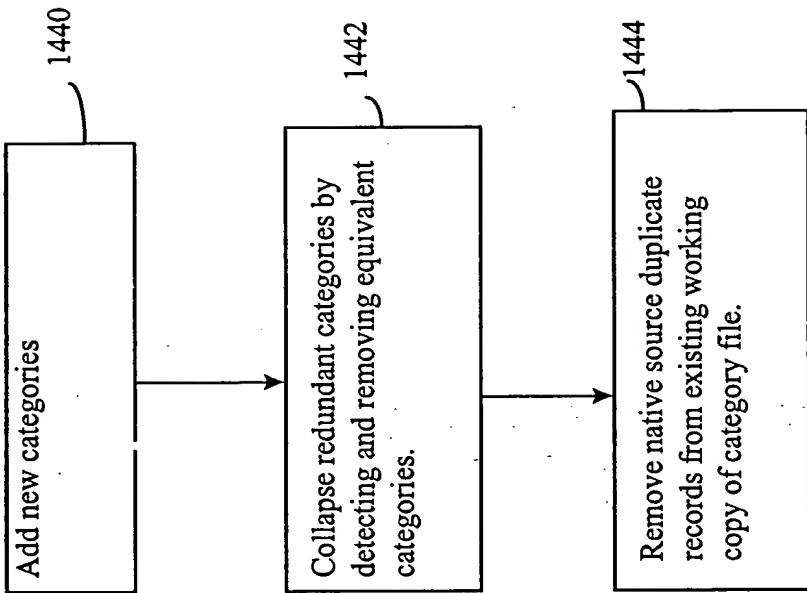 Add new categories
1440
Collapse redundant categories by
detecting and removing equivalent
categories.
1442
Remove native source duplicate
records from existing working
copy of category file.
1444